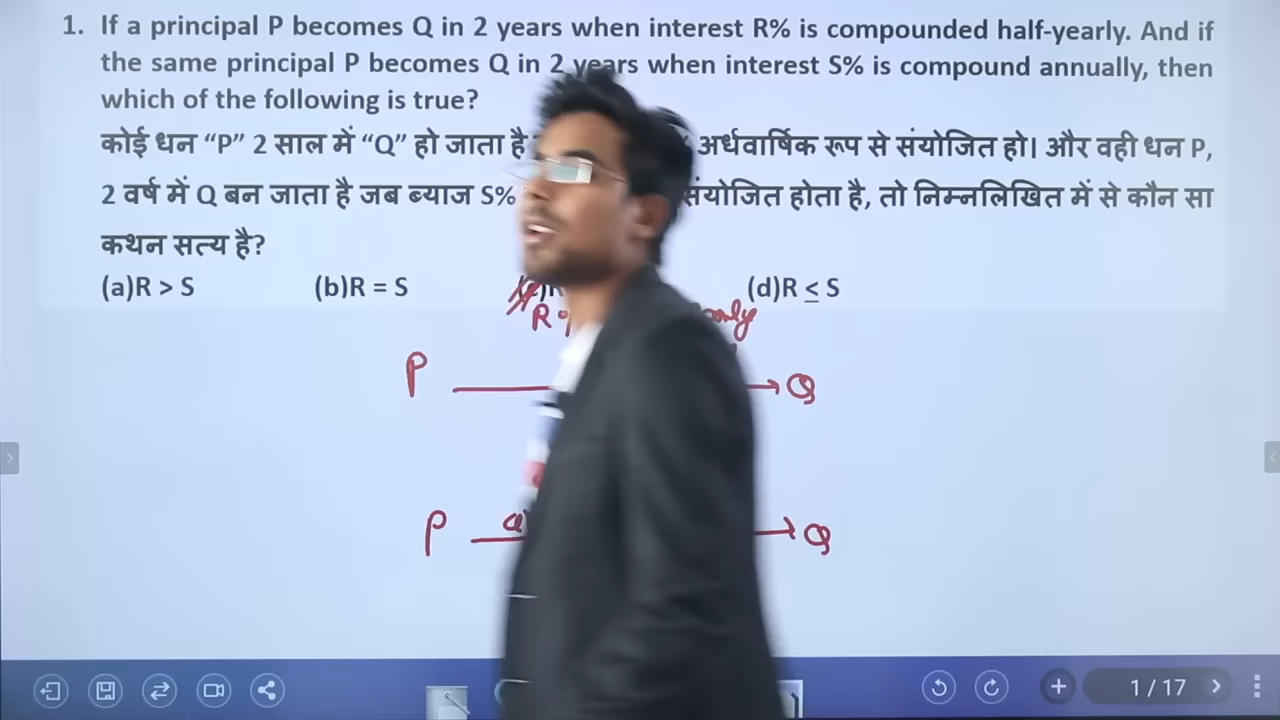 1. If a principal P becomes Q in 2 years when interest R% is compounded half-yearly. And if
the same principal P becomes Q in 2 years when interest S% is compound annually, then
which of the following is true?
कोई धन “P” 2 साल में “Q” हो जाता है अर्धवार्षिक रूप से संयोजित हो। और वही धन P,
2 वर्ष में Q बन जाता है जब ब्याज S% संयोजित होता है, तो निम्नलिखित में से कौन सा
कथन सत्य है?
(a)R > S (b)R = S (d)R ≤ S
P Q
P Q
1 / 17